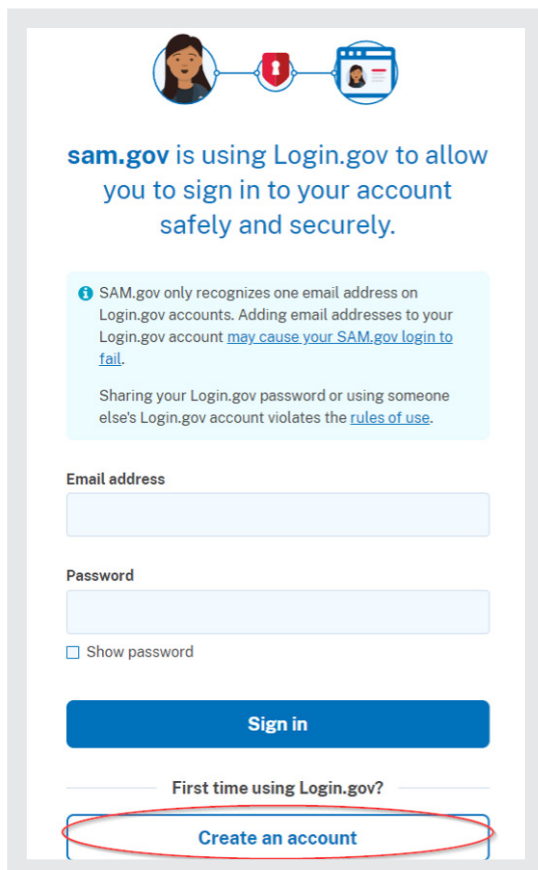 sam.gov is using Login.gov to allow
you to sign in to your account
safely and securely.
SAM.gov only recognizes one email address on
Login.gov accounts. Adding email addresses to your
Login.gov account may cause your SAM.gov login to
fail.
Sharing your Login.gov password or using someone
else's Login.gov account violates the rules of use.
Email address
Password
Show password
Sign in
First time using Login.gov?
Create an account